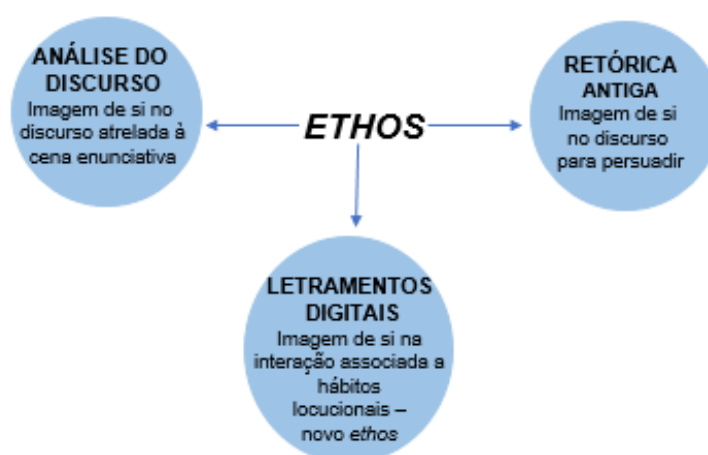 ANÁLISE DO
DISCURSO
Imagem de si no
discurso atrelada à
cena enunciativa
ETHOS
RETÓRICA
ANTIGA
Imagem de si
no discurso
para persuadir
LETRAMENTOS
DIGITAIS
Imagem de si na
interação associada a
hábitos
locucionais –
novo ethos